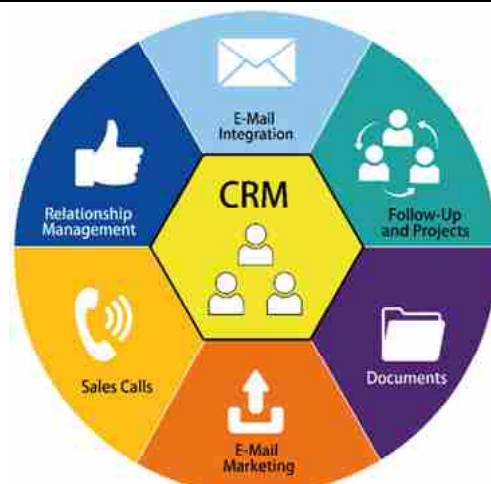 E-Mail
Integration
Relationship
Management
CRM
Follow-Up
and Projects
Sales Calls
Documents
E-Mail
Marketing